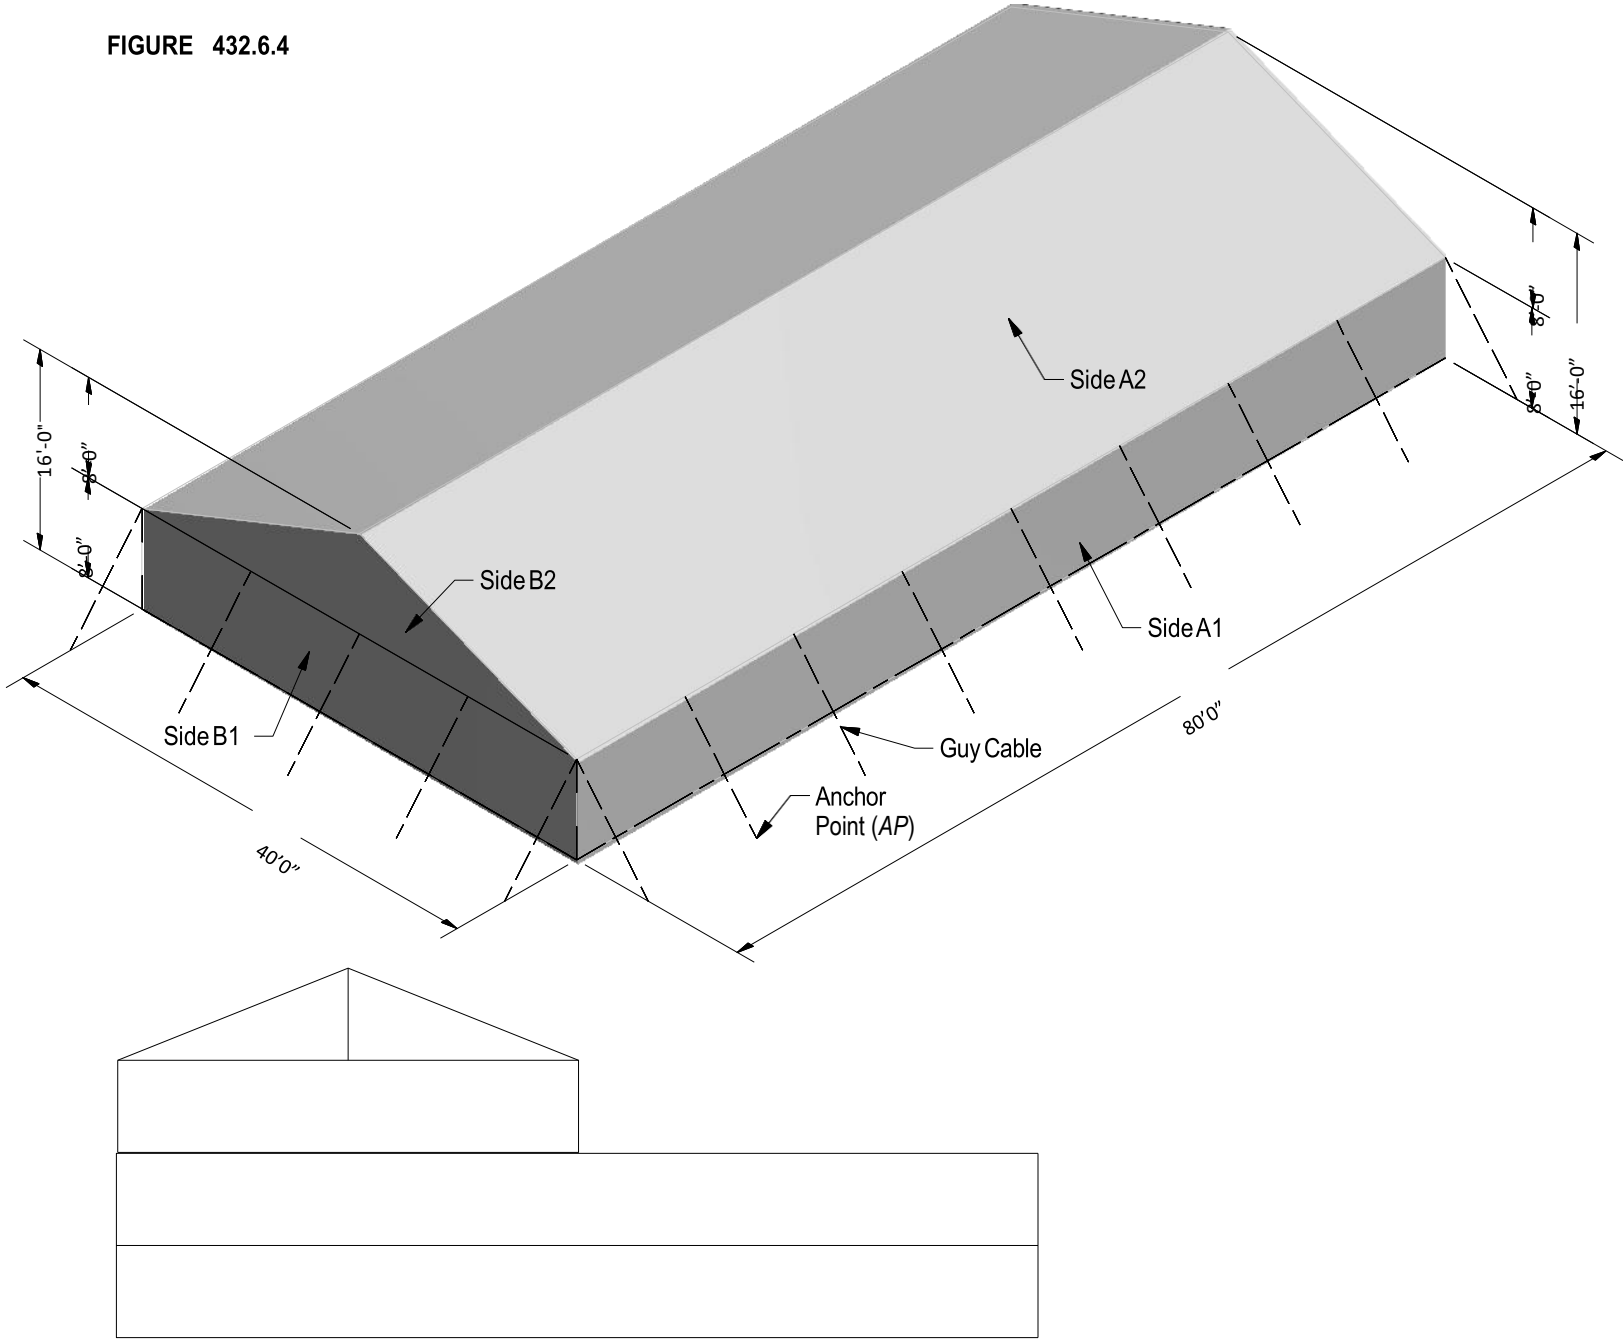 FIGURE 432.6.4
Side A2
8'-0"
16'-0"
8'-0"
16'-0"
8'-0"
8'-0"
Side B2
Side A1
Side B1
Guy Cable
80'0"
Anchor
Point (AP)
40'0"